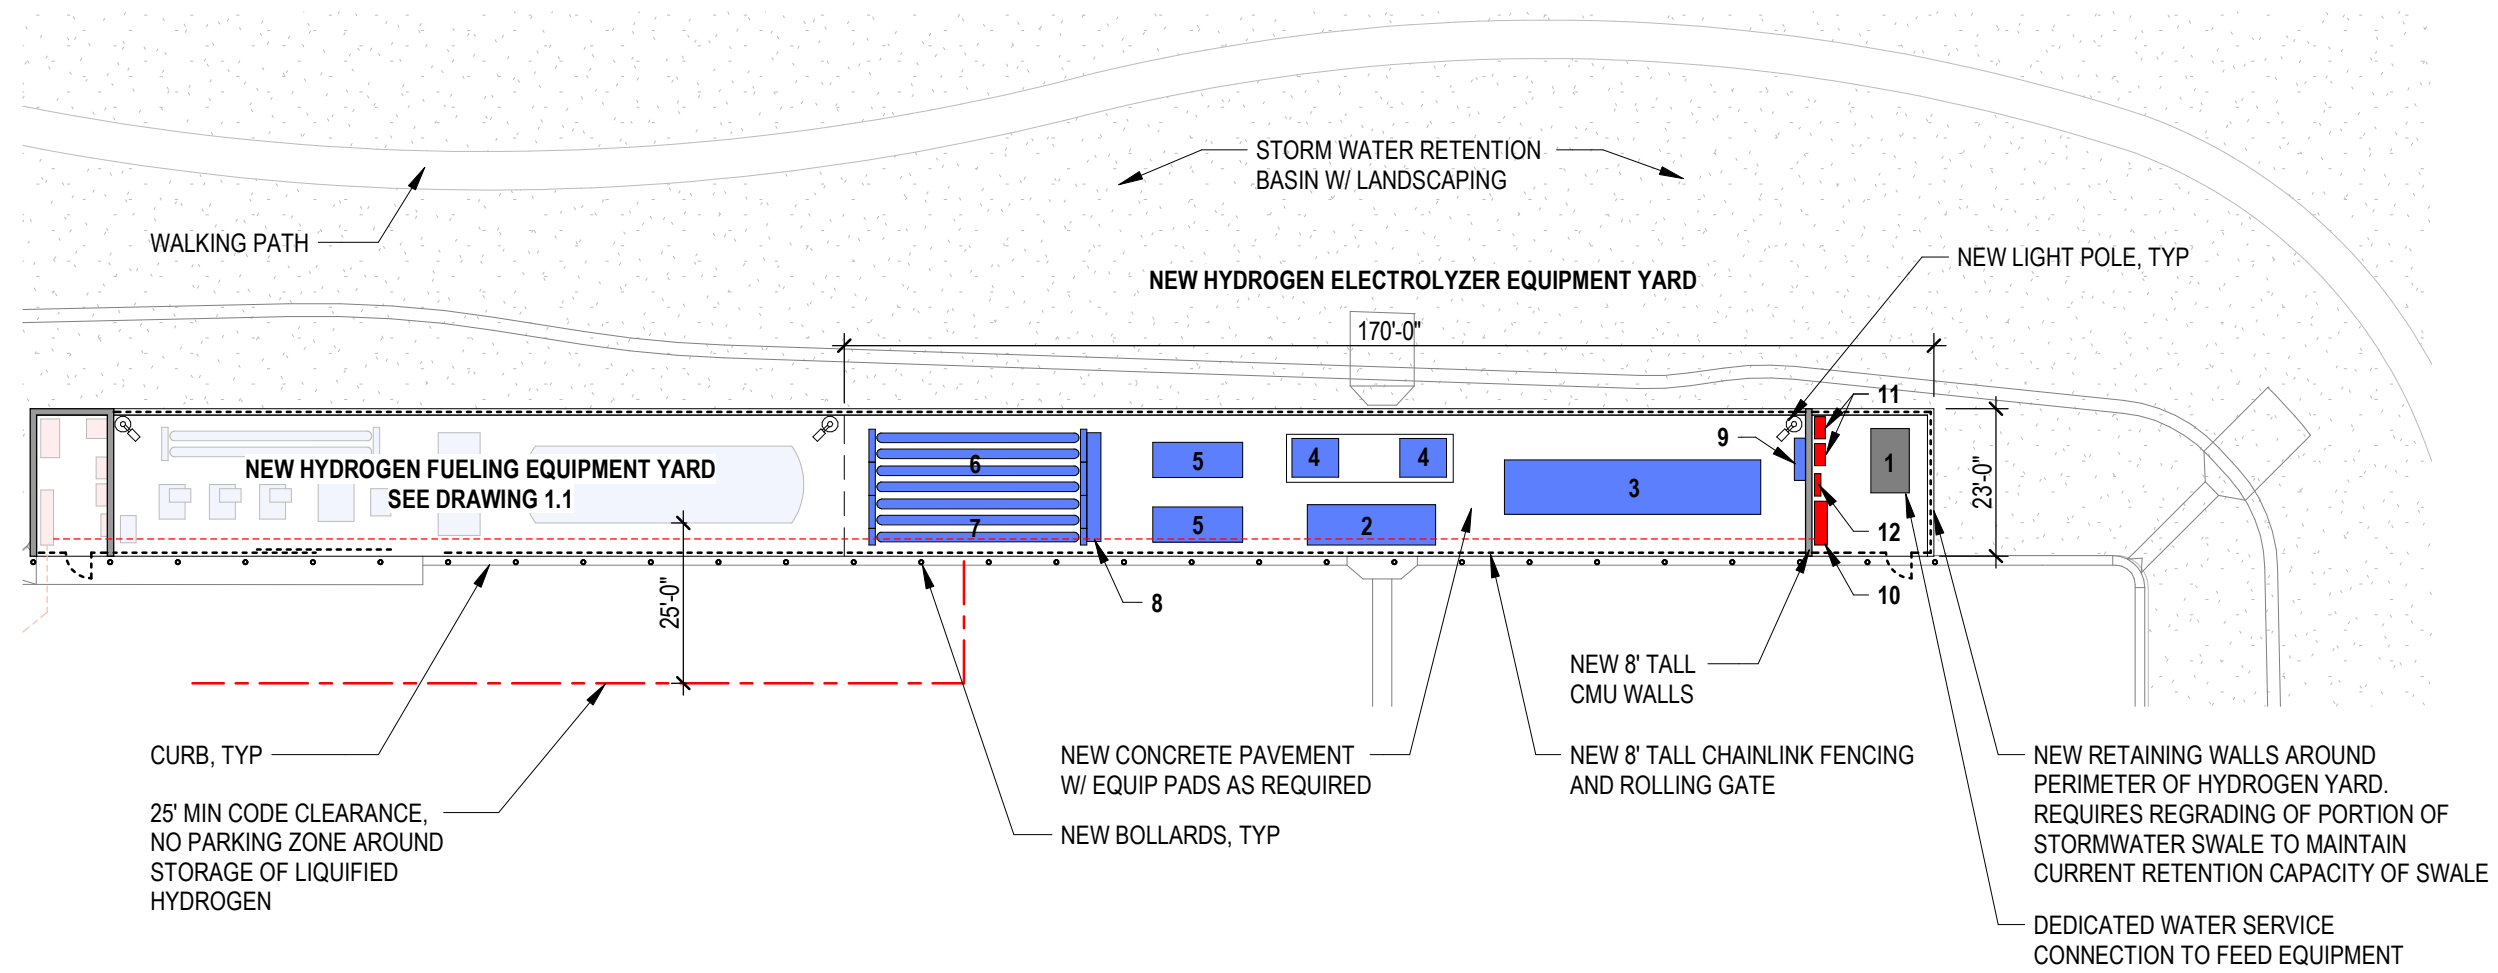 STORM WATER RETENTION
BASIN W/ LANDSCAPING
WALKING PATH
NEW LIGHT POLE, TYP
NEW HYDROGEN ELECTROLYZER EQUIPMENT YARD
170'-0"
11
9
NEW HYDROGEN FUELING EQUIPMENT YARD
SEE DRAWING 1.1
6
7
5
5
4
4
2
3
1
23'-0"
12
10
8
25'-0"
NEW 8' TALL
CMU WALLS
CURB, TYP
25' MIN CODE CLEARANCE,
NO PARKING ZONE AROUND
STORAGE OF LIQUIFIED
HYDROGEN
NEW CONCRETE PAVEMENT
W/ EQUIP PADS AS REQUIRED
NEW BOLLARDS, TYP
NEW 8' TALL CHAINLINK FENCING
AND ROLLING GATE
NEW RETAINING WALLS AROUND
PERIMETER OF HYDROGEN YARD.
REQUIRES REGRADING OF PORTION OF
STORMWATER SWALE TO MAINTAIN
CURRENT RETENTION CAPACITY OF SWALE
DEDICATED WATER SERVICE
CONNECTION TO FEED EQUIPMENT